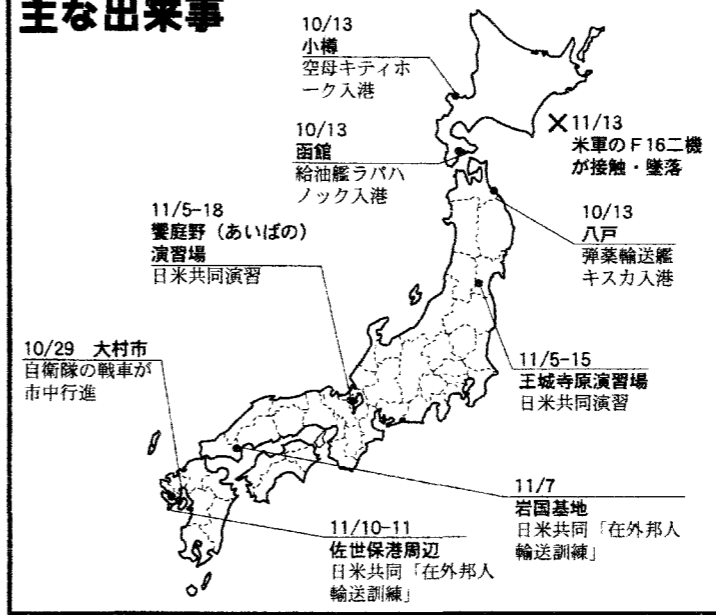 主な出来事
10/13
小樽
空母キティホ
ーク入港
10/13
函館
給油艦ラパハ
ノック入港
11/13
米軍のF16二機
が接触・墜落
10/13
八戸
弾薬輸送艦
キスカ入港
11/5-18
饗庭野（あいばの）
演習場
日米共同演習
10/29 大村市
自衛隊の戦車が
市中行進
11/5-15
王城寺原演習場
日米共同演習
11/7
岩国基地
日米共同「在外邦人
輸送訓練」
11/10-11
佐世保港周辺
日米共同「在外邦人
輸送訓練」